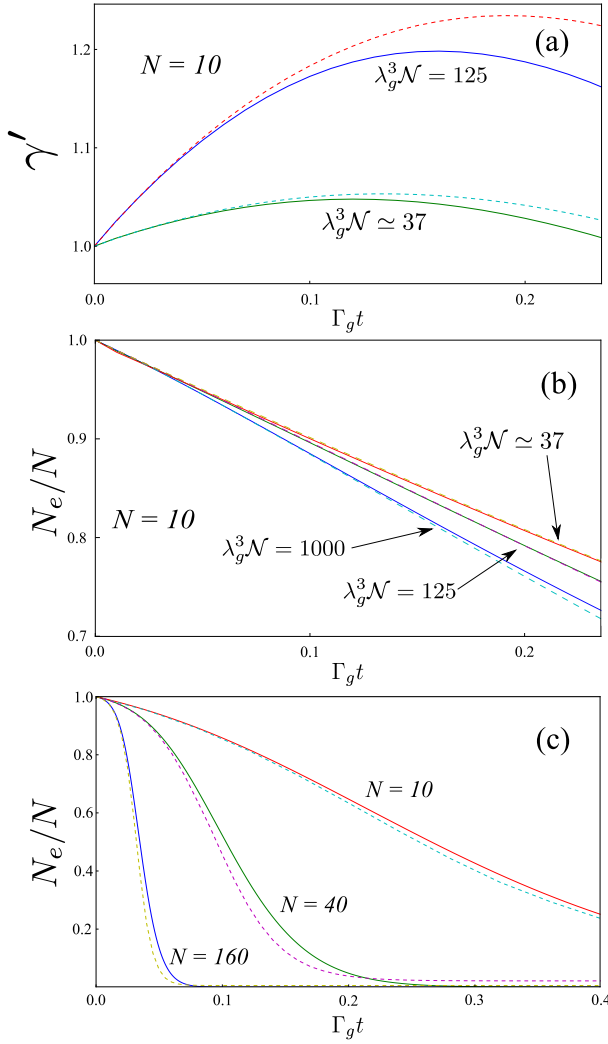 (a)
N = 10
λ_g^3 𝒩 = 125
λ_g^3 𝒩 ≃ 37
γ′
1.2
1.1
1.0
0.0 0.1 0.2
Γ_g t
(b)
N = 10
λ_g^3 𝒩 ≃ 37
λ_g^3 𝒩 = 1000
λ_g^3 𝒩 = 125
N_e/N
1.0
0.9
0.8
0.7
0.0 0.1 0.2
Γ_g t
(c)
N = 10
N = 40
N = 160
N_e/N
1.0
0.8
0.6
0.4
0.2
0.0 0.1 0.2 0.3 0.4
Γ_g t